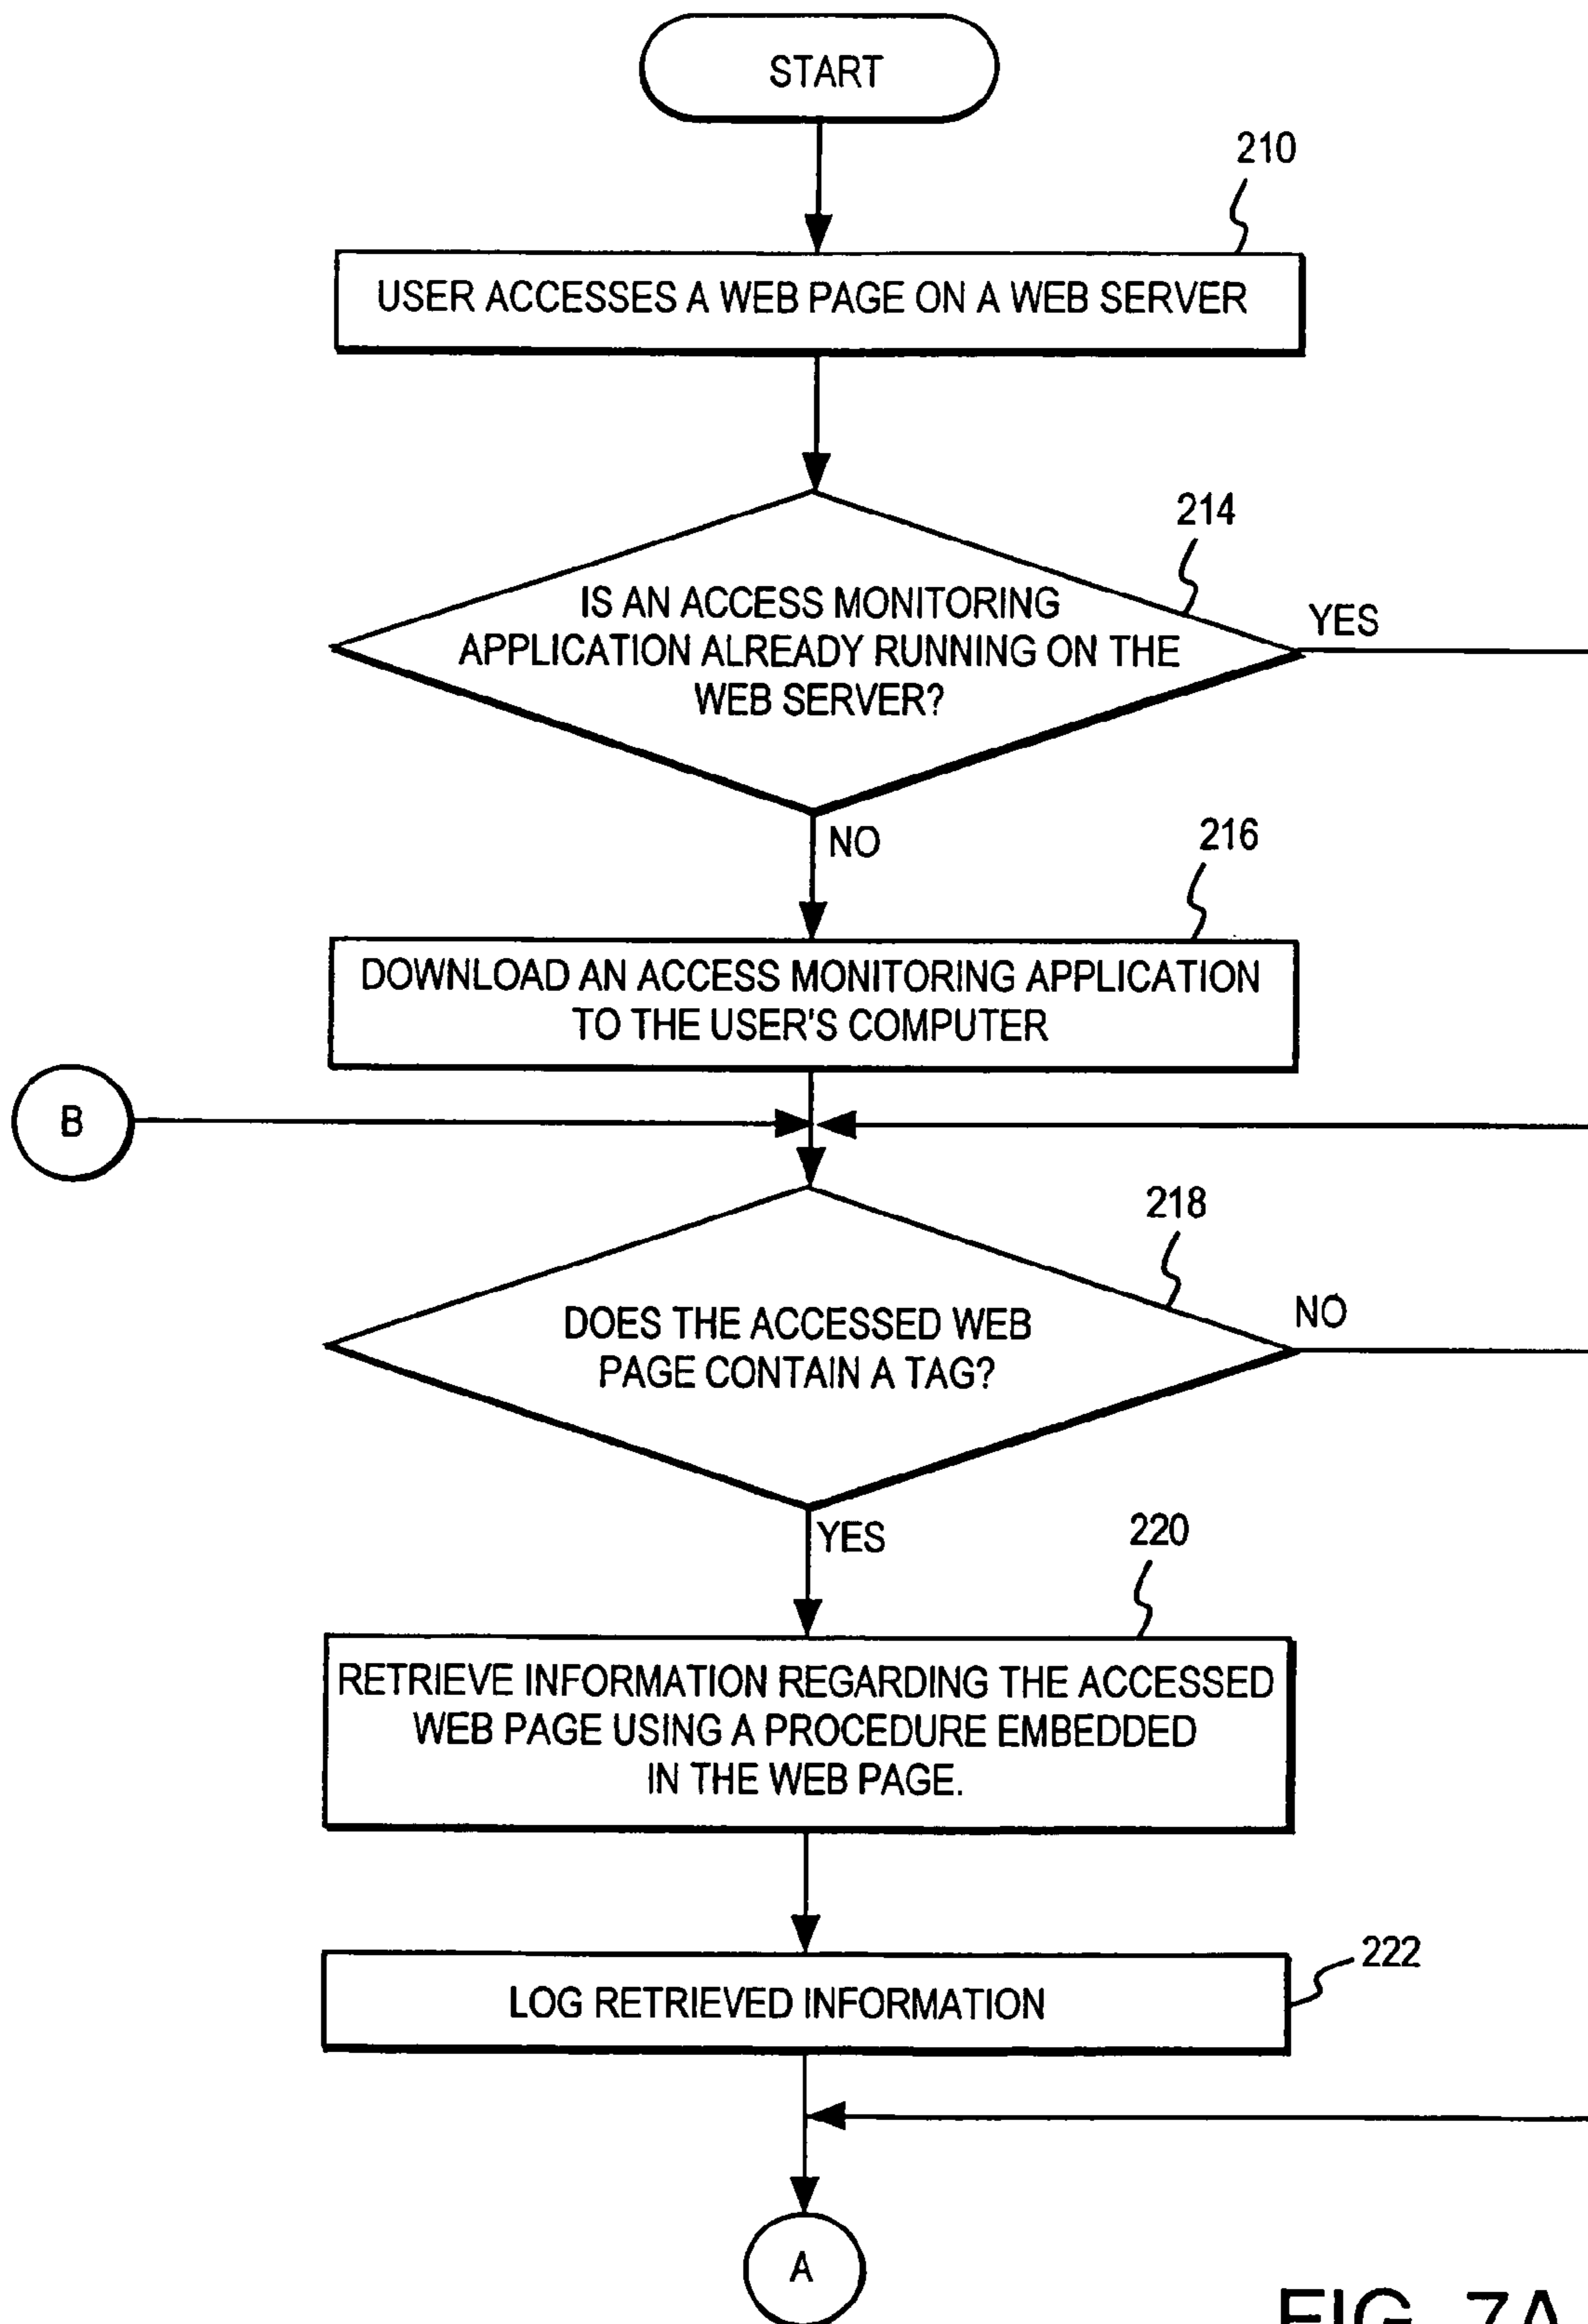 START
210
USER ACCESSES A WEB PAGE ON A WEB SERVER
214
IS AN ACCESS MONITORING
APPLICATION ALREADY RUNNING ON THE
WEB SERVER?
YES
NO
216
DOWNLOAD AN ACCESS MONITORING APPLICATION
TO THE USER'S COMPUTER
B
218
DOES THE ACCESSED WEB
PAGE CONTAIN A TAG?
NO
YES
220
RETRIEVE INFORMATION REGARDING THE ACCESSED
WEB PAGE USING A PROCEDURE EMBEDDED
IN THE WEB PAGE.
LOG RETRIEVED INFORMATION
222
A
FIG. 7A